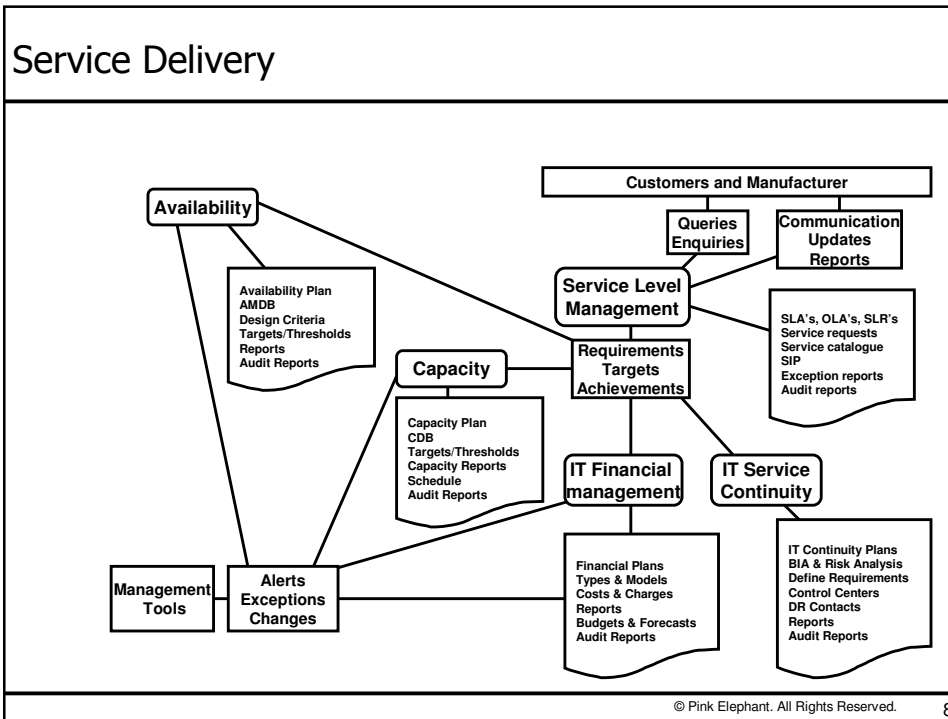 Service Delivery
Customers and Manufacturer
Availability
Queries
Enquiries
Communication
Updates
Reports
Availability Plan
AMDB
Design Criteria
Targets/Thresholds
Reports
Audit Reports
Service Level
Management
SLA's, OLA's, SLR's
Service requests
Service catalogue
SIP
Exception reports
Audit reports
Requirements
Targets
Achievements
Capacity
Capacity Plan
CDB
Targets/Thresholds
Capacity Reports
Schedule
Audit Reports
IT Financial
management
IT Service
Continuity
Management
Tools
Alerts
Exceptions
Changes
Financial Plans
Types & Models
Costs & Charges
Reports
Budgets & Forecasts
Audit Reports
IT Continuity Plans
BIA & Risk Analysis
Define Requirements
Control Centers
DR Contacts
Reports
Audit Reports
© Pink Elephant. All Rights Reserved.